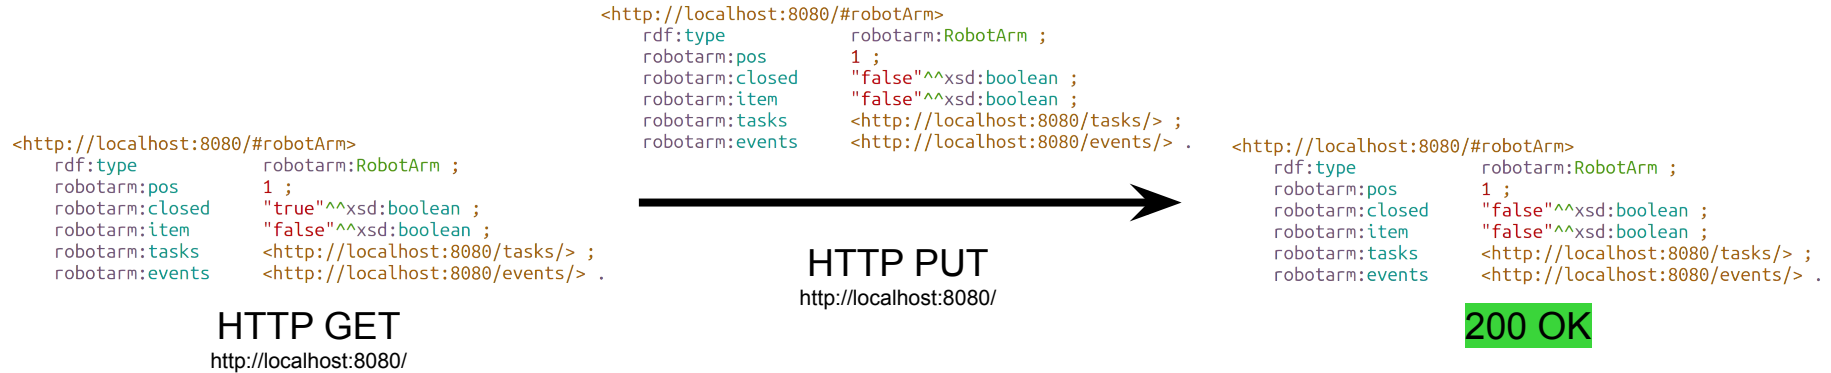 <http://localhost:8080/#robotArm>
rdf:type robotarm:RobotArm ;
robotarm:pos 1 ;
robotarm:closed "true"^^xsd:boolean ;
robotarm:item "false"^^xsd:boolean ;
robotarm:tasks <http://localhost:8080/tasks/> ;
robotarm:events <http://localhost:8080/events/> .
HTTP GET
http://localhost:8080/
<http://localhost:8080/#robotArm>
rdf:type robotarm:RobotArm ;
robotarm:pos 1 ;
robotarm:closed "false"^^xsd:boolean ;
robotarm:item "false"^^xsd:boolean ;
robotarm:tasks <http://localhost:8080/tasks/> ;
robotarm:events <http://localhost:8080/events/> .
HTTP PUT
http://localhost:8080/
<http://localhost:8080/#robotArm>
rdf:type robotarm:RobotArm ;
robotarm:pos 1 ;
robotarm:closed "false"^^xsd:boolean ;
robotarm:item "false"^^xsd:boolean ;
robotarm:tasks <http://localhost:8080/tasks/> ;
robotarm:events <http://localhost:8080/events/> .
200 OK